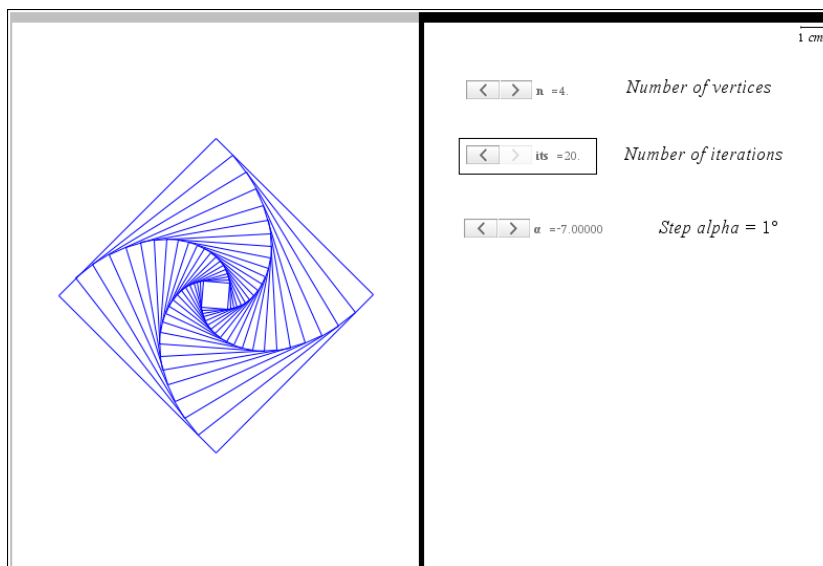 1 cm
n =4. Number of vertices
its =20. Number of iterations
α =-7.00000 Step alpha = 1°